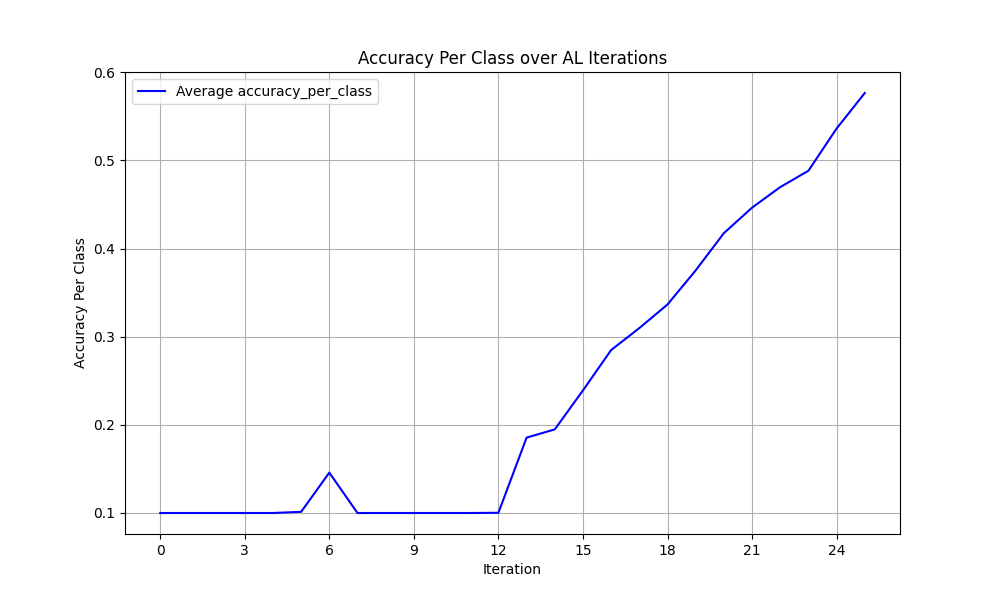 Accuracy Per Class over AL Iterations
Average accuracy_per_class
Accuracy Per Class
0.6
0.5
0.4
0.3
0.2
0.1
0 3 6 9 12 15 18 21 24
Iteration